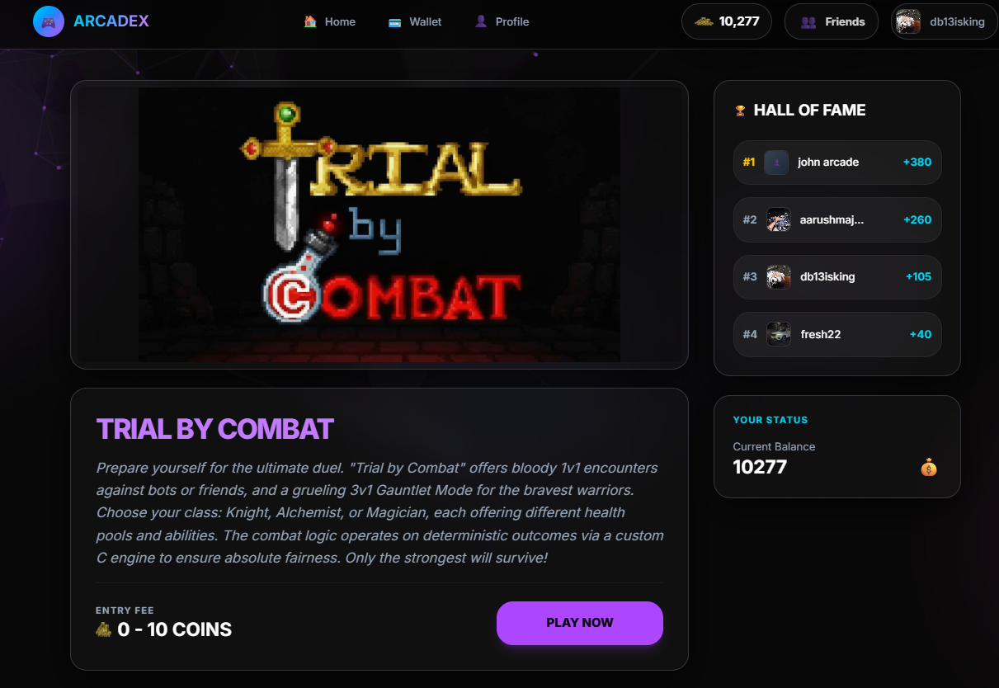 ARCADEX
Home
Wallet
Profile
10,277
Friends
db13isking
TRIAL
by
COMBAT
TRIAL BY COMBAT
Prepare yourself for the ultimate duel. "Trial by Combat" offers bloody 1v1 encounters
against bots or friends, and a grueling 3v1 Gauntlet Mode for the bravest warriors.
Choose your class: Knight, Alchemist, or Magician, each offering different health
pools and abilities. The combat logic operates on deterministic outcomes via a custom
C engine to ensure absolute fairness. Only the strongest will survive!
ENTRY FEE
0 - 10 COINS
PLAY NOW
HALL OF FAME
#1 john arcade +380
#2 aarushmaj... +260
#3 db13isking +105
#4 fresh22 +40
YOUR STATUS
Current Balance
10277